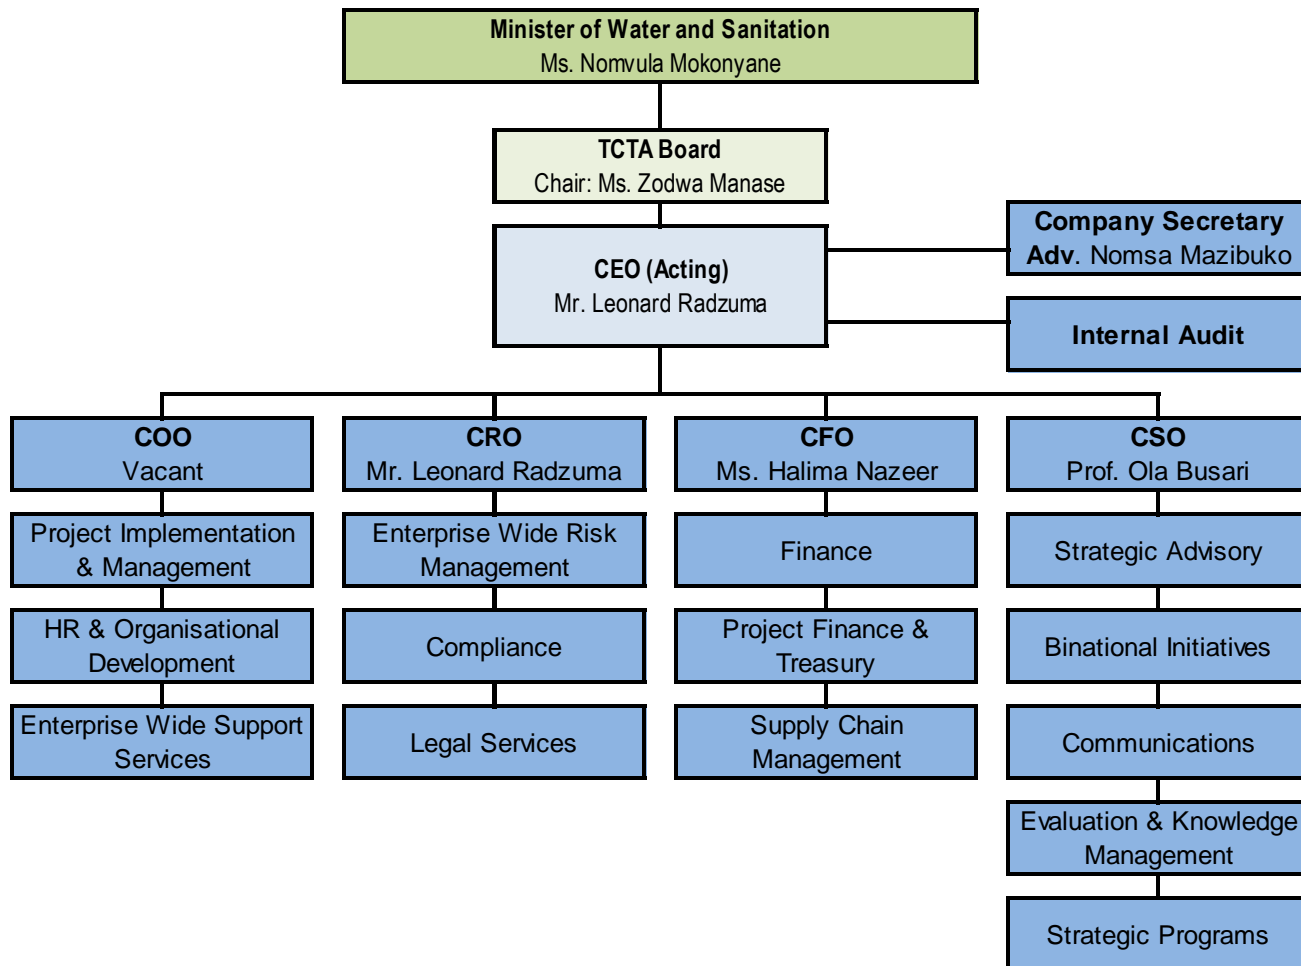 Minister of Water and Sanitation
Ms. Nomvula Mokonyane
TCTA Board
Chair: Ms. Zodwa Manase
CEO (Acting)
Mr. Leonard Radzuma
Company Secretary
Adv. Nomsa Mazibuko
Internal Audit
COO
Vacant
Project Implementation
& Management
HR & Organisational
Development
Enterprise Wide Support
Services
CRO
Mr. Leonard Radzuma
Enterprise Wide Risk
Management
Compliance
Legal Services
CFO
Ms. Halima Nazeer
Finance
Project Finance &
Treasury
Supply Chain
Management
CSO
Prof. Ola Busari
Strategic Advisory
Binational Initiatives
Communications
Evaluation & Knowledge
Management
Strategic Programs